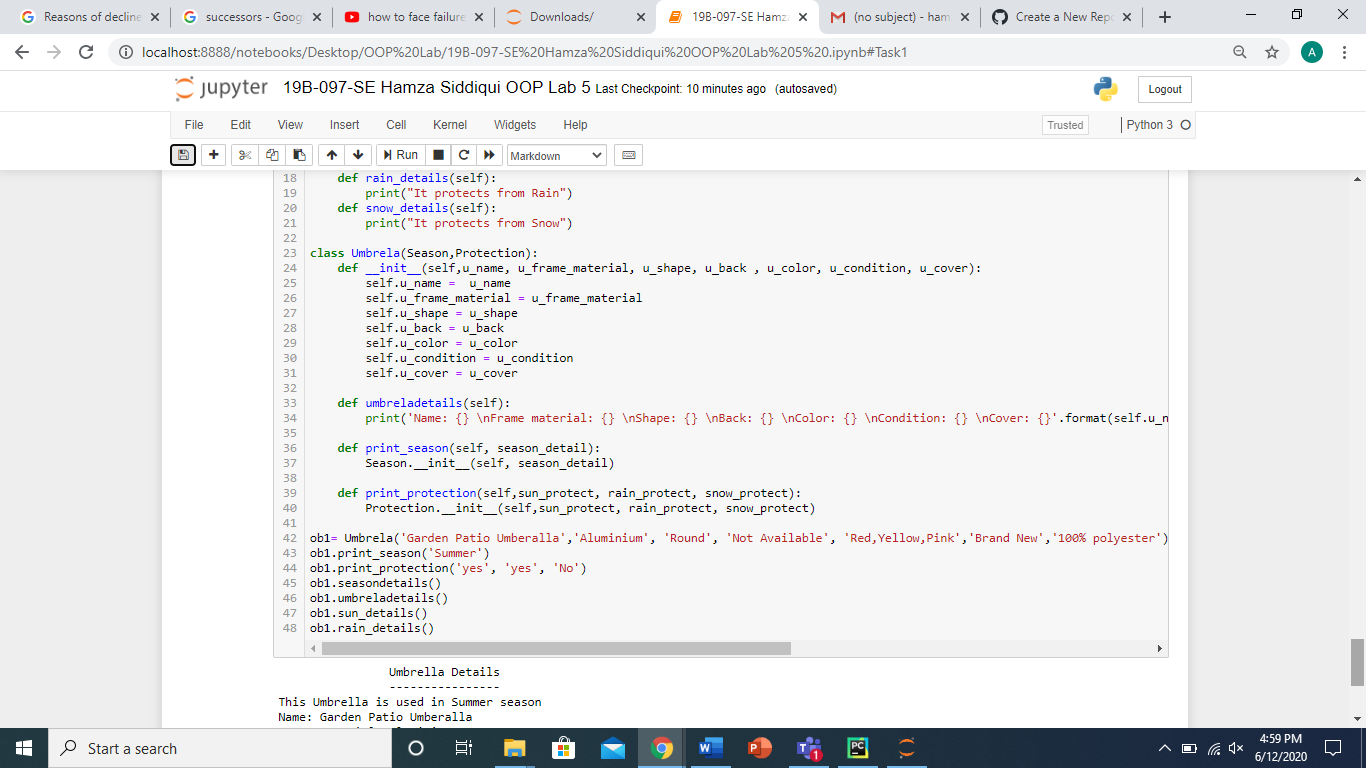 Reasons of decline
successors - Goog
how to face failure
Downloads/
19B-097-SE Hamz
(no subject) - ham
Create a New Repo
localhost:8888/notebooks/Desktop/OOP%20Lab/19B-097-SE%20Hamza%20Siddiqui%20OOP%20Lab%205%20.ipynb#Task1
A
jupyter 19B-097-SE Hamza Siddiqui OOP Lab 5 Last Checkpoint: 10 minutes ago (autosaved)
Logout
File Edit View Insert Cell Kernel Widgets Help
Trusted
Python 3
Run
Markdown
18     def rain_details(self):
19         print("It protects from Rain")
20     def snow_details(self):
21         print("It protects from Snow")
22
23 class Umbrela(Season,Protection):
24     def __init__(self,u_name, u_frame_material, u_shape, u_back , u_color, u_condition, u_cover):
25         self.u_name =  u_name
26         self.u_frame_material = u_frame_material
27         self.u_shape = u_shape
28         self.u_back = u_back
29         self.u_color = u_color
30         self.u_condition = u_condition
31         self.u_cover = u_cover
32
33     def umbreladetails(self):
34         print('Name: {} \nFrame material: {} \nShape: {} \nBack: {} \nColor: {} \nCondition: {} \nCover: {}'.format(self.u_n
35
36     def print_season(self, season_detail):
37         Season.__init__(self, season_detail)
38
39     def print_protection(self,sun_protect, rain_protect, snow_protect):
40         Protection.__init__(self,sun_protect, rain_protect, snow_protect)
41
42 ob1= Umbrela('Garden Patio Umberalla','Aluminium', 'Round', 'Not Available', 'Red,Yellow,Pink','Brand New','100% polyester')
43 ob1.print_season('Summer')
44 ob1.print_protection('yes', 'yes', 'No')
45 ob1.seasondetails()
46 ob1.umbreladetails()
47 ob1.sun_details()
48 ob1.rain_details()
Umbrella Details
----------------
This Umbrella is used in Summer season
Name: Garden Patio Umberalla
Type here to search